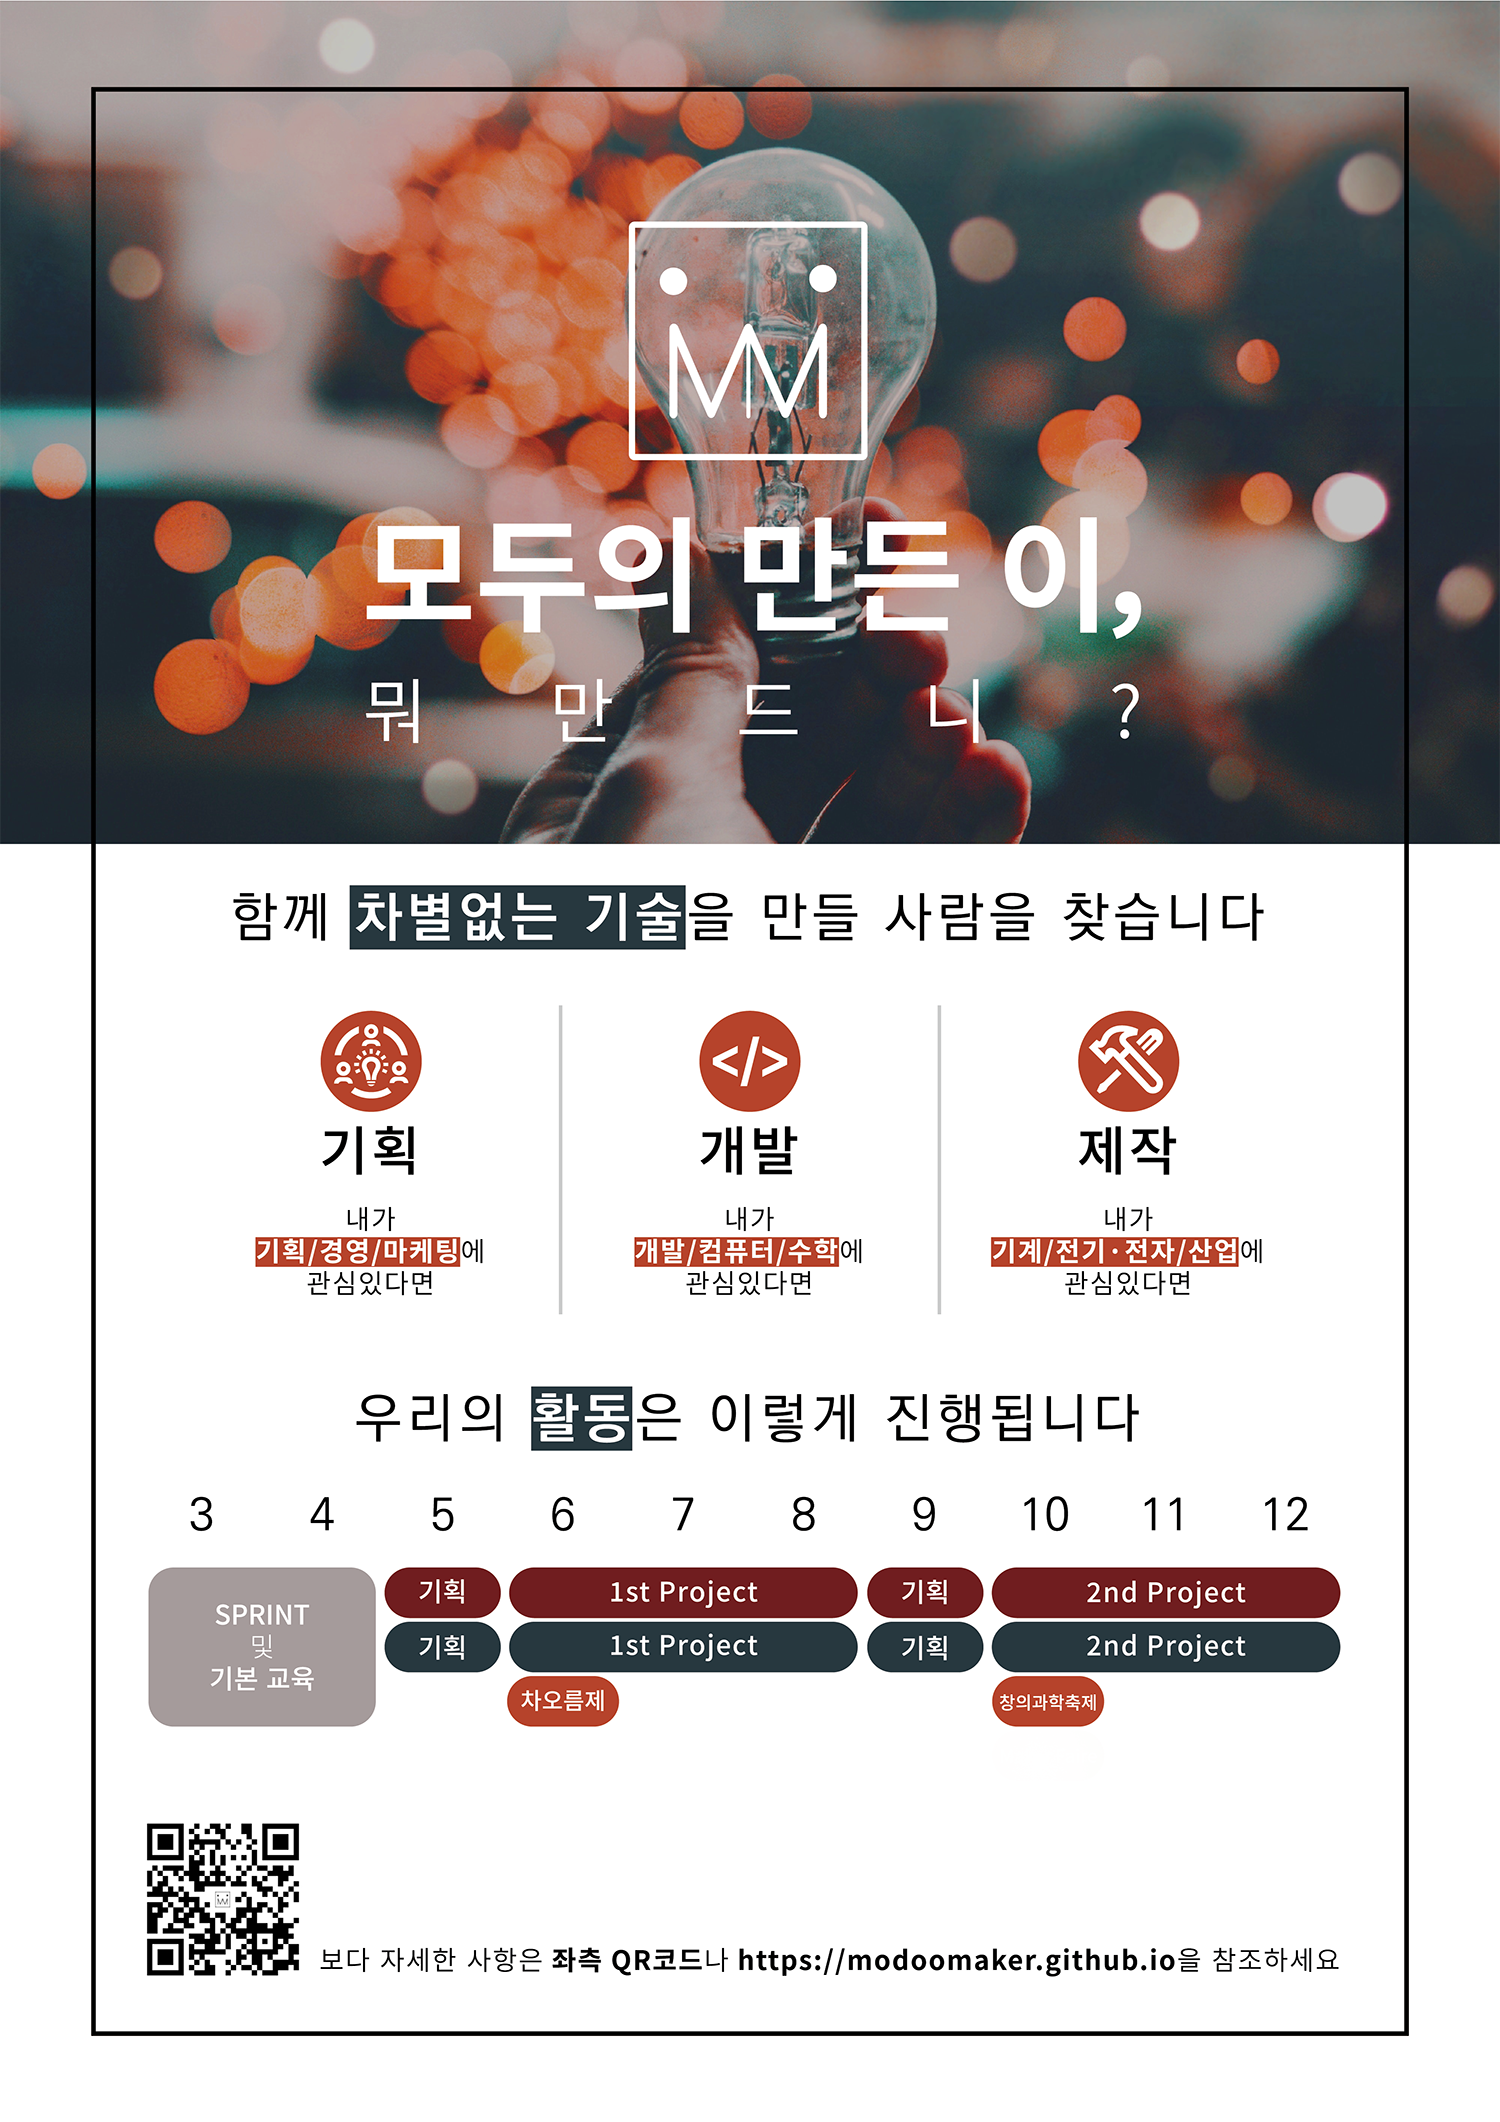 모두의 만든 이,
뭐 만 드 니 ?
함께 차별없는 기술을 만들 사람을 찾습니다
기획
내가
기획/경영/마케팅에
관심있다면
개발
내가
개발/컴퓨터/수학에
관심있다면
제작
내가
기계/전기·전자/산업에
관심있다면
우리의 활동은 이렇게 진행됩니다
3 4 5 6 7 8 9 10 11 12
SPRINT
및
기본 교육
기획 1st Project 기획 2nd Project
기획 1st Project 기획 2nd Project
차오름제 창의과학축제
보다 자세한 사항은 좌측 QR코드나 https://modoomaker.github.io을 참조하세요